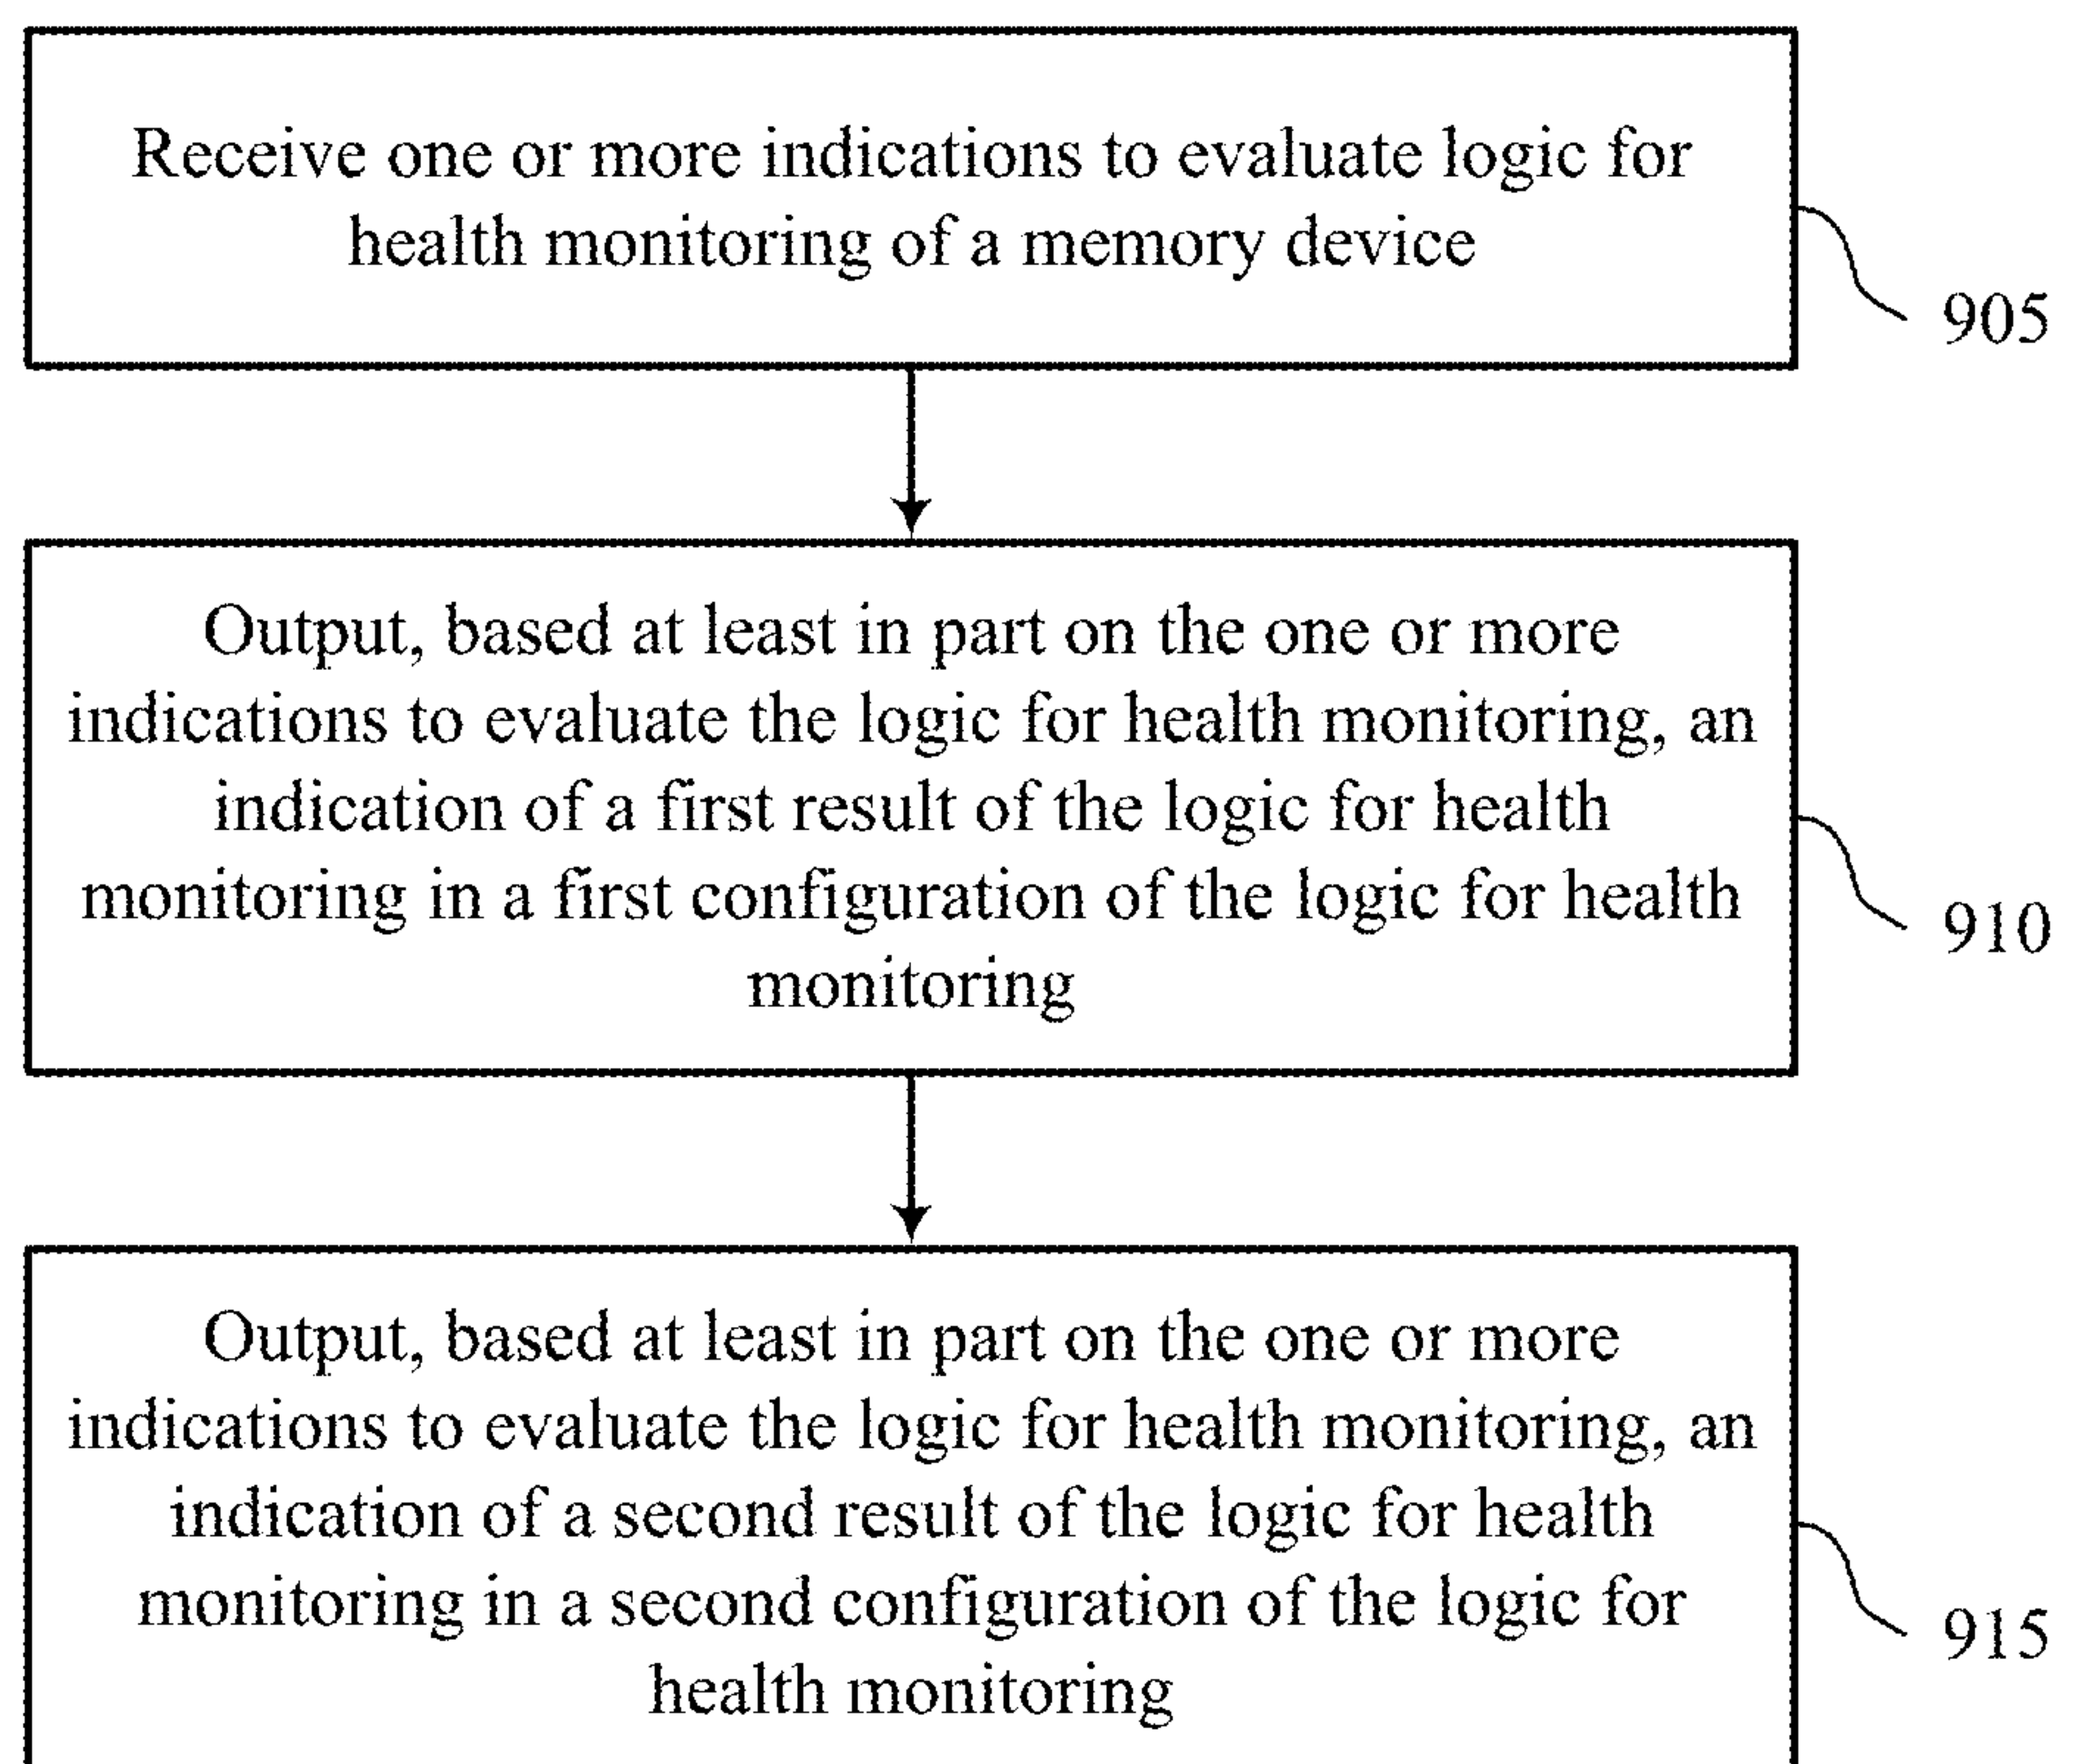 Receive one or more indications to evaluate logic for
health monitoring of a memory device
905
Output, based at least in part on the one or more
indications to evaluate the logic for health monitoring, an
indication of a first result of the logic for health
monitoring in a first configuration of the logic for health
monitoring
910
Output, based at least in part on the one or more
indications to evaluate the logic for health monitoring, an
indication of a second result of the logic for health
monitoring in a second configuration of the logic for
health monitoring
915